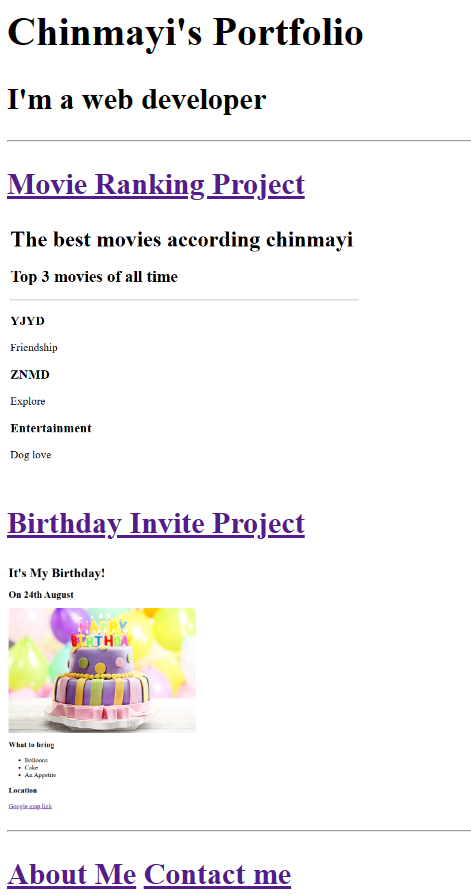 Chinmayi's Portfolio
I'm a web developer
Movie Ranking Project
The best movies according chinmayi
Top 3 movies of all time
YJYD
Friendship
ZNMD
Explore
Entertainment
Dog love
Birthday Invite Project
It's My Birthday!
On 24th August
HAPPY
BIRTHDAY
What to bring
Balloons
Cake
An Appetite
Location
Google map link
About Me Contact me